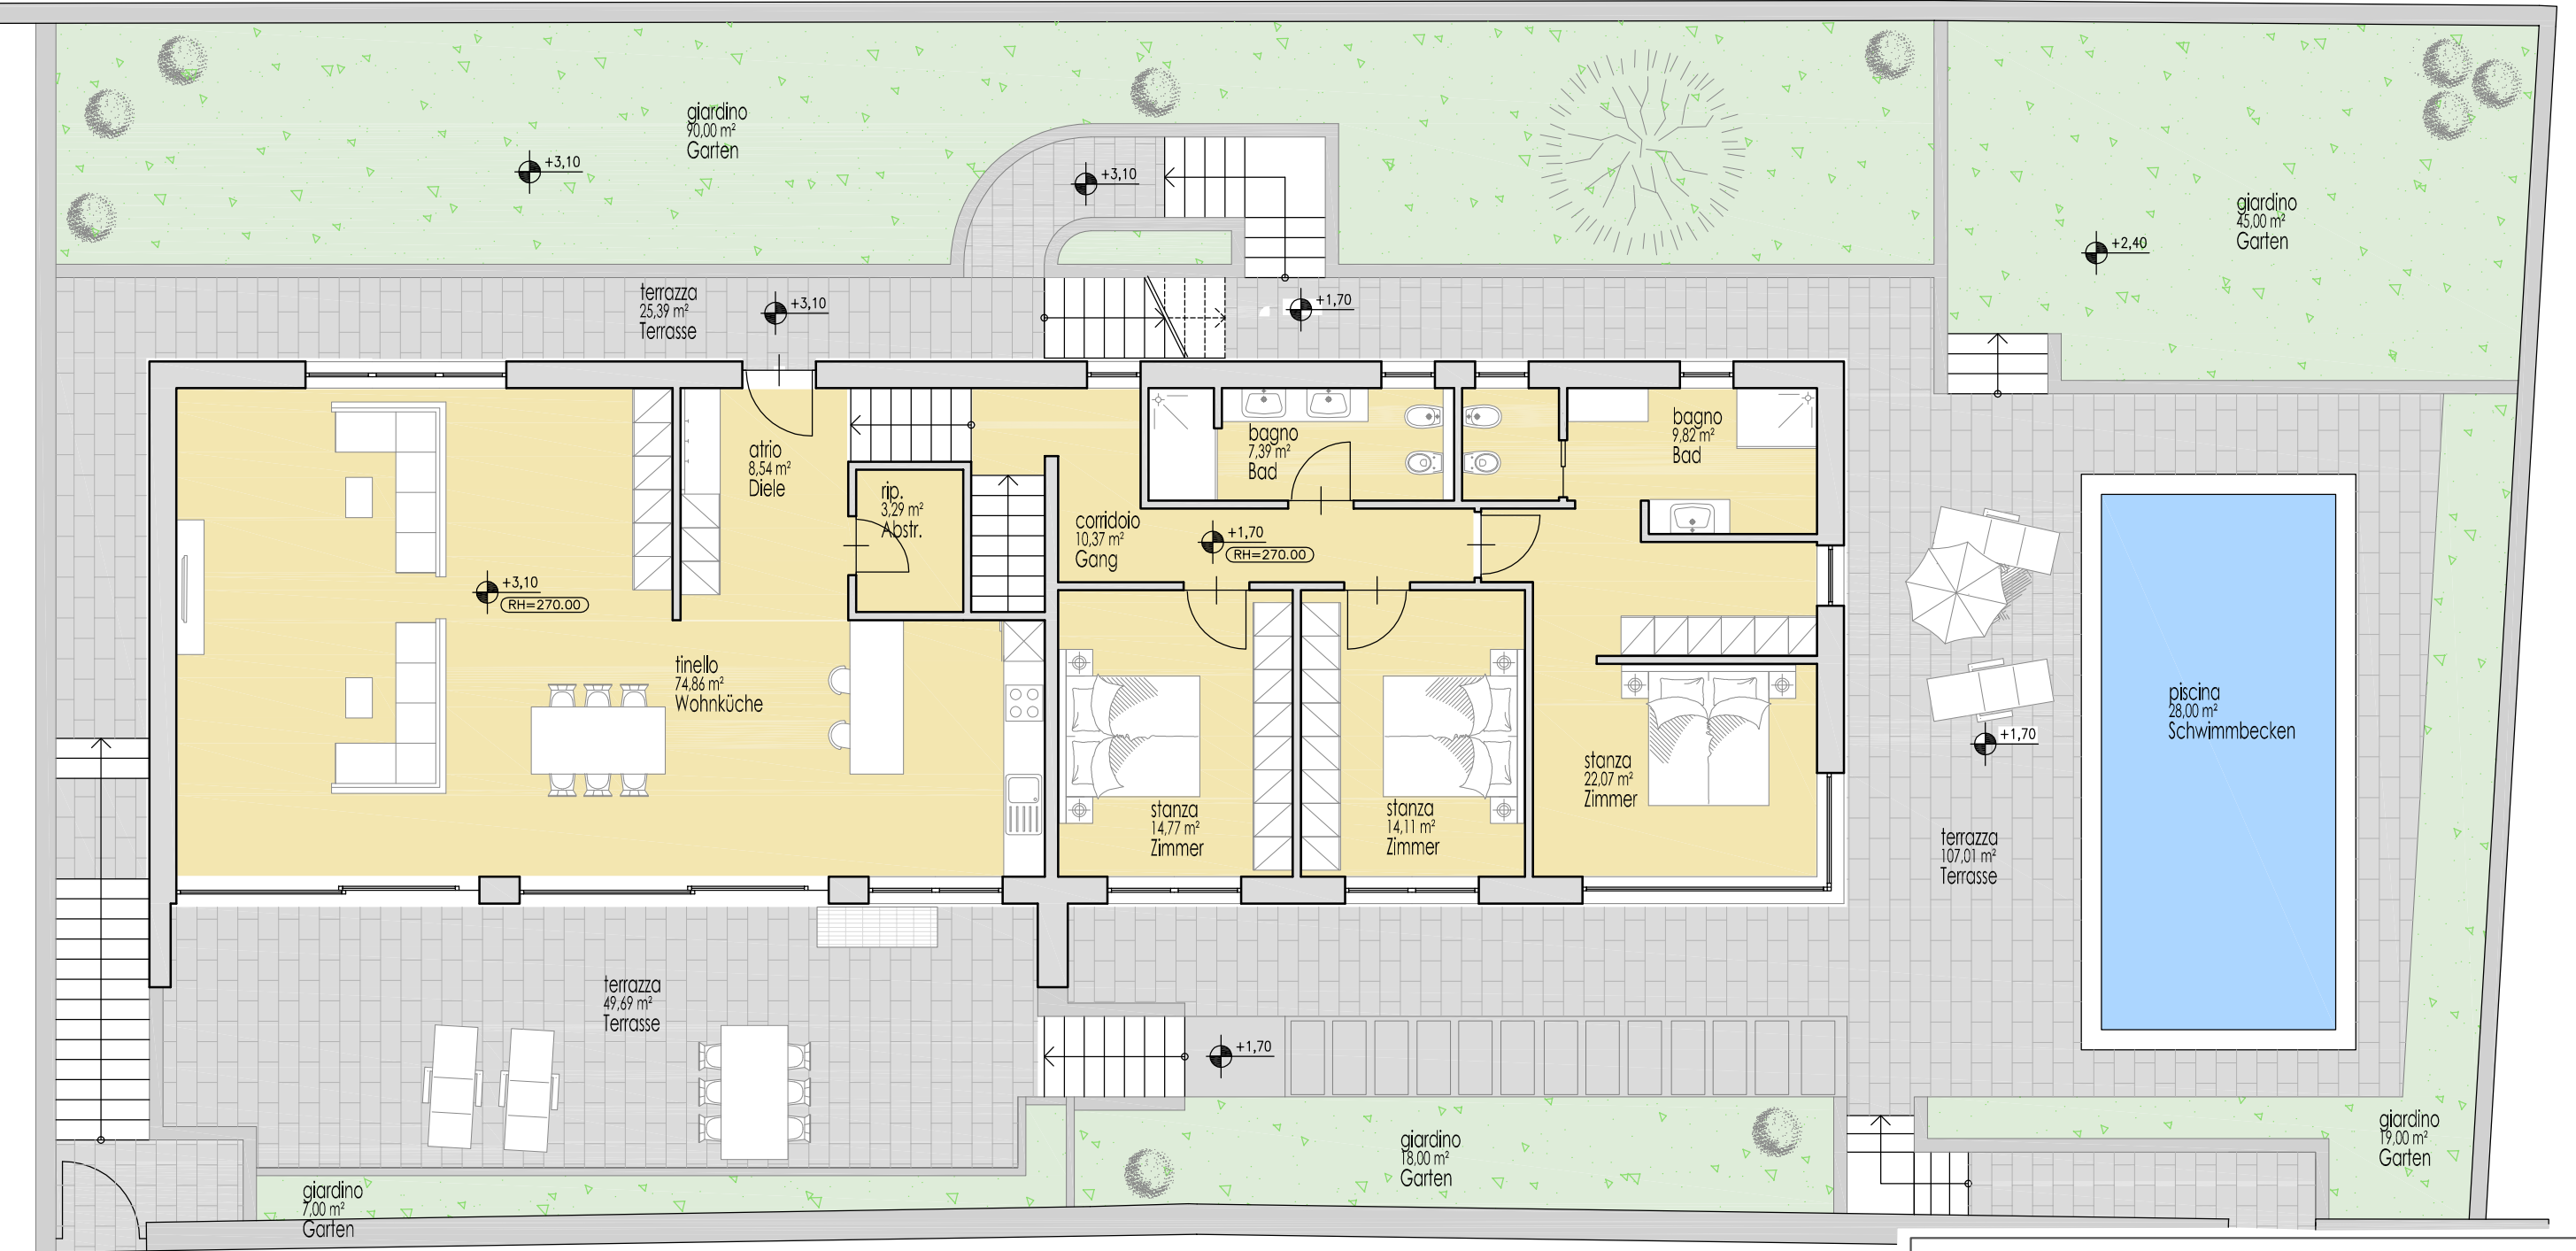 giardino
90,00 m²
Garten
+3,10
+3,10
giardino
45,00 m²
Garten
+2,40
terrazza
25,39 m²
Terrasse
+3,10
+1,70
atrio
8,54 m²
Diele
rip.
3,29 m²
Abstr.
bagno
7,39 m²
Bad
bagno
9,82 m²
Bad
corridoio
10,37 m²
Gang
+1,70
RH=270.00
+3,10
RH=270.00
tinello
74,86 m²
Wohnküche
stanza
14,77 m²
Zimmer
stanza
14,11 m²
Zimmer
stanza
22,07 m²
Zimmer
piscina
28,00 m²
Schwimmbecken
+1,70
terrazza
107,01 m²
Terrasse
terrazza
49,69 m²
Terrasse
+1,70
giardino
18,00 m²
Garten
giardino
19,00 m²
Garten
giardino
7,00 m²
Garten